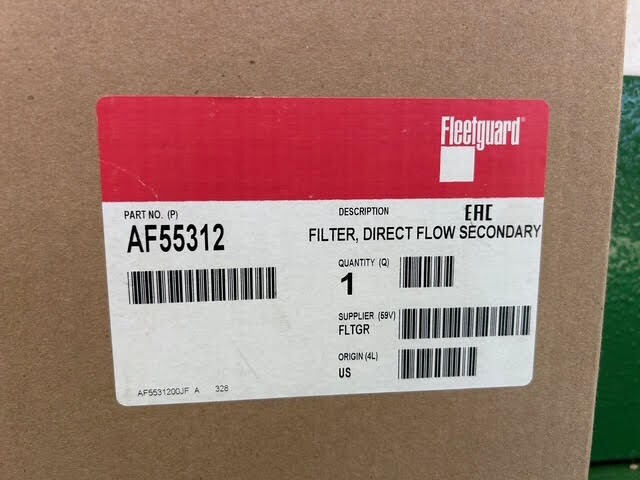 Fleetguard®
PART NO. (P)
AF55312
DESCRIPTION
EAC
FILTER, DIRECT FLOW SECONDARY
QUANTITY (Q)
1
SUPPLIER (59V)
FLTGR
ORIGIN (4L)
US
AF5531200JF A 328